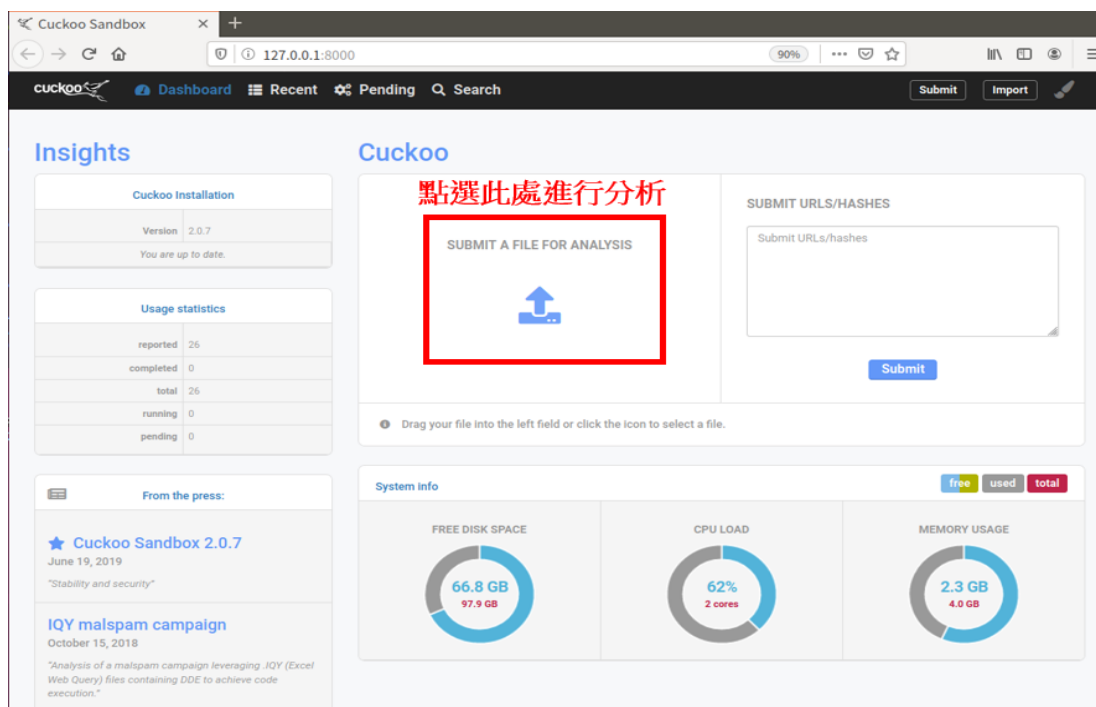 Cuckoo Sandbox
127.0.0.1:8000
90%
cuckoo
Dashboard Recent Pending Search
Submit Import
Insights
Cuckoo Installation
Version 2.0.7
You are up to date.
Usage statistics
reported 26
completed 0
total 26
running 0
pending 0
From the press:
Cuckoo Sandbox 2.0.7
June 19, 2019
"Stability and security"
IQY malspam campaign
October 15, 2018
"Analysis of a malspam campaign leveraging .IQY (Excel
Web Query) files containing DDE to achieve code
execution."
Cuckoo
點選此處進行分析
SUBMIT A FILE FOR ANALYSIS
SUBMIT URLS/HASHES
Submit URLs/hashes
Submit
Drag your file into the left field or click the icon to select a file.
System info
free used total
FREE DISK SPACE
66.8 GB
97.9 GB
CPU LOAD
62%
2 cores
MEMORY USAGE
2.3 GB
4.0 GB